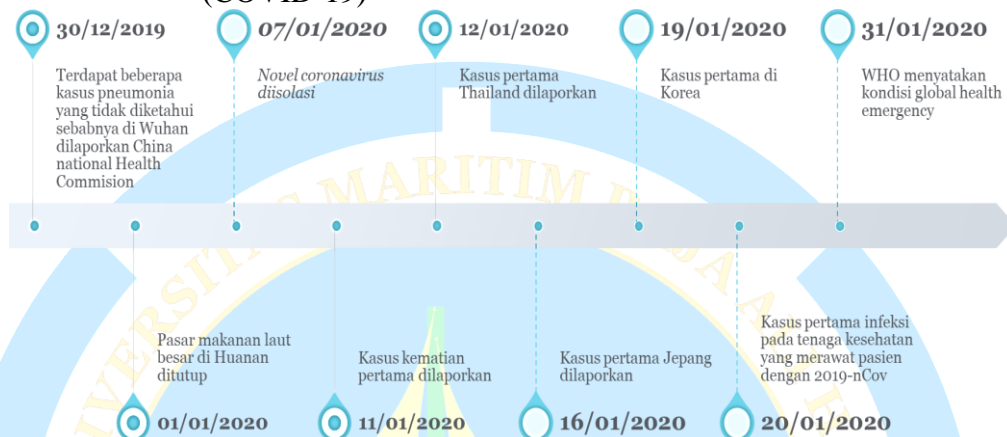 (COVID-19)
30/12/2019
Terdapat beberapa
kasus pneumonia
yang tidak diketahui
sebabnya di Wuhan
dilaporkan China
national Health
Commision
07/01/2020
Novel coronavirus
diisolasi
12/01/2020
Kasus pertama
Thailand dilaporkan
19/01/2020
Kasus pertama di
Korea
31/01/2020
WHO menyatakan
kondisi global health
emergency
Pasar makanan laut
besar di Huanan
ditutup
01/01/2020
Kasus kematian
pertama dilaporkan
11/01/2020
Kasus pertama Jepang
dilaporkan
16/01/2020
Kasus pertama infeksi
pada tenaga kesehatan
yang merawat pasien
dengan 2019-nCov
20/01/2020
MARITIM